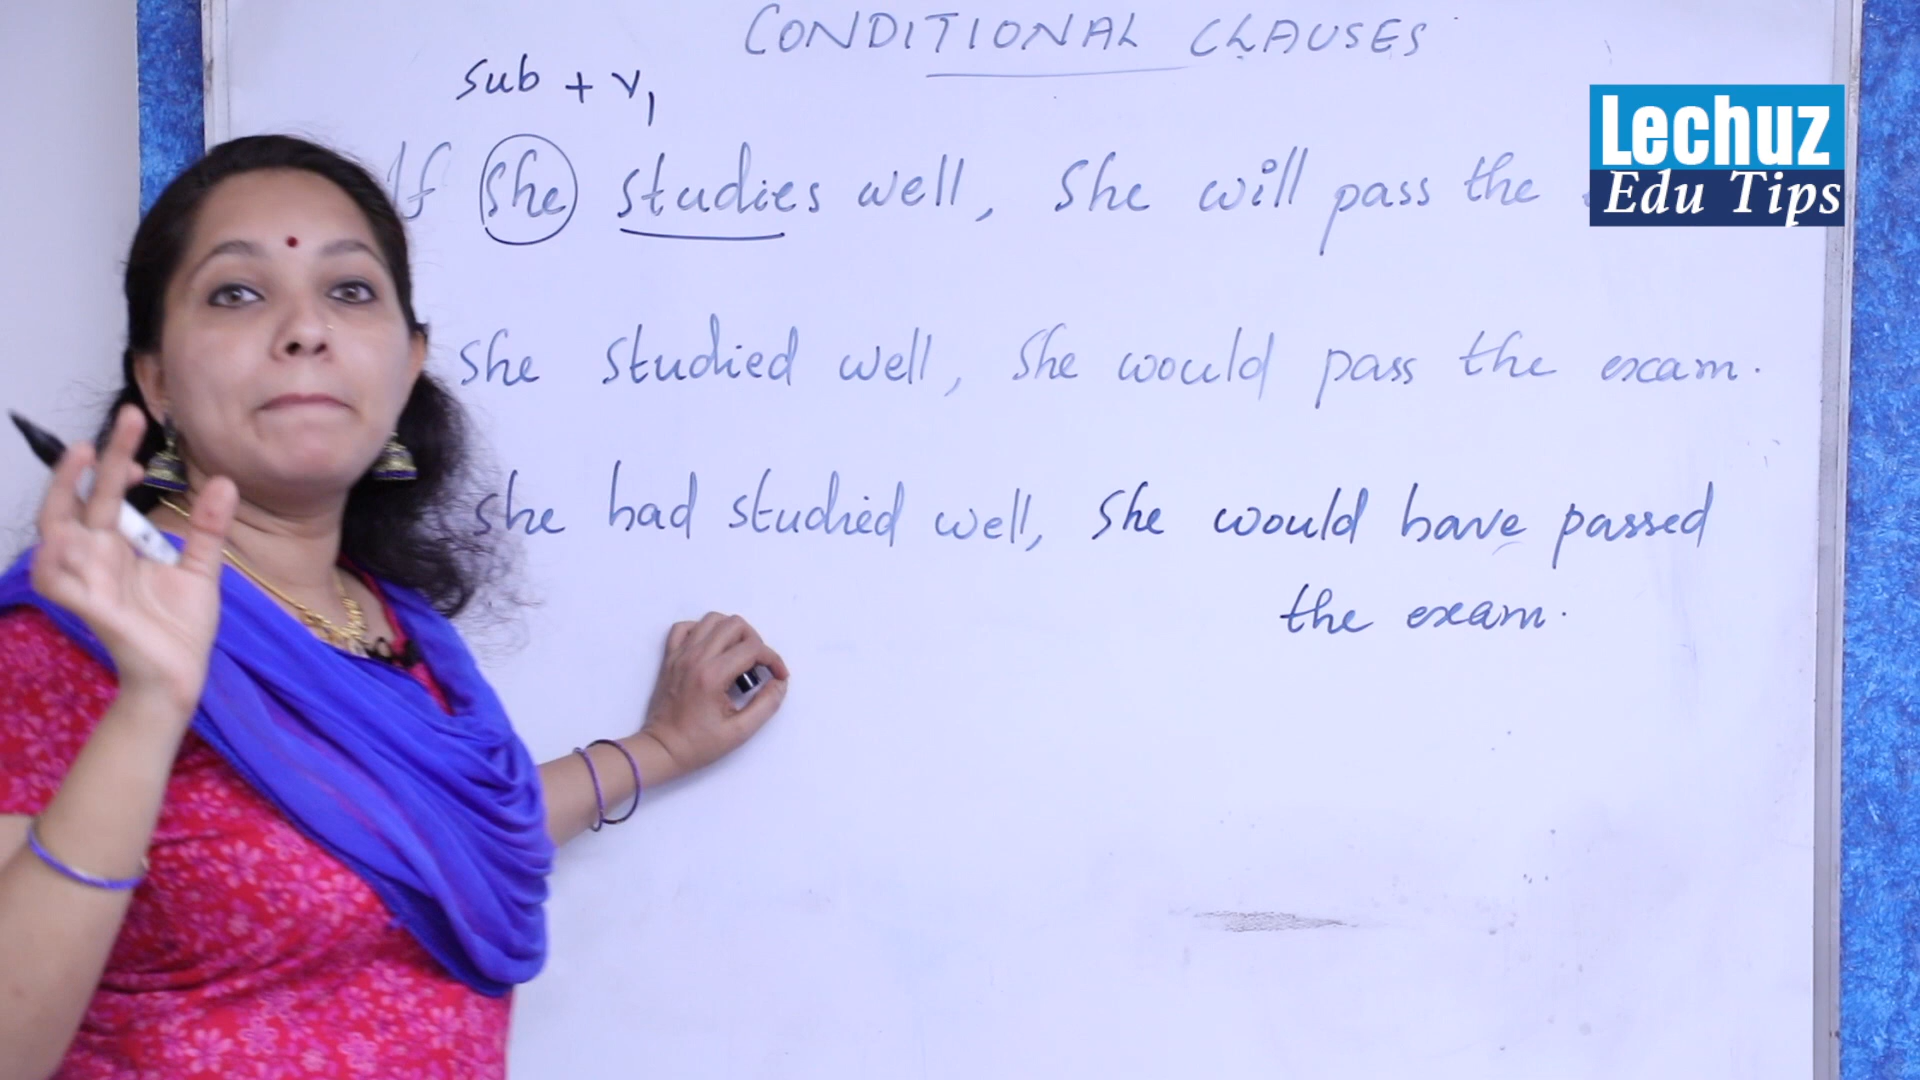 CONDITIONAL CLAUSES
sub + v1
If she studies well, She will pass the
she studied well, She would pass the exam.
she had studied well, She would have passed
the exam.
Lechuz
Edu Tips